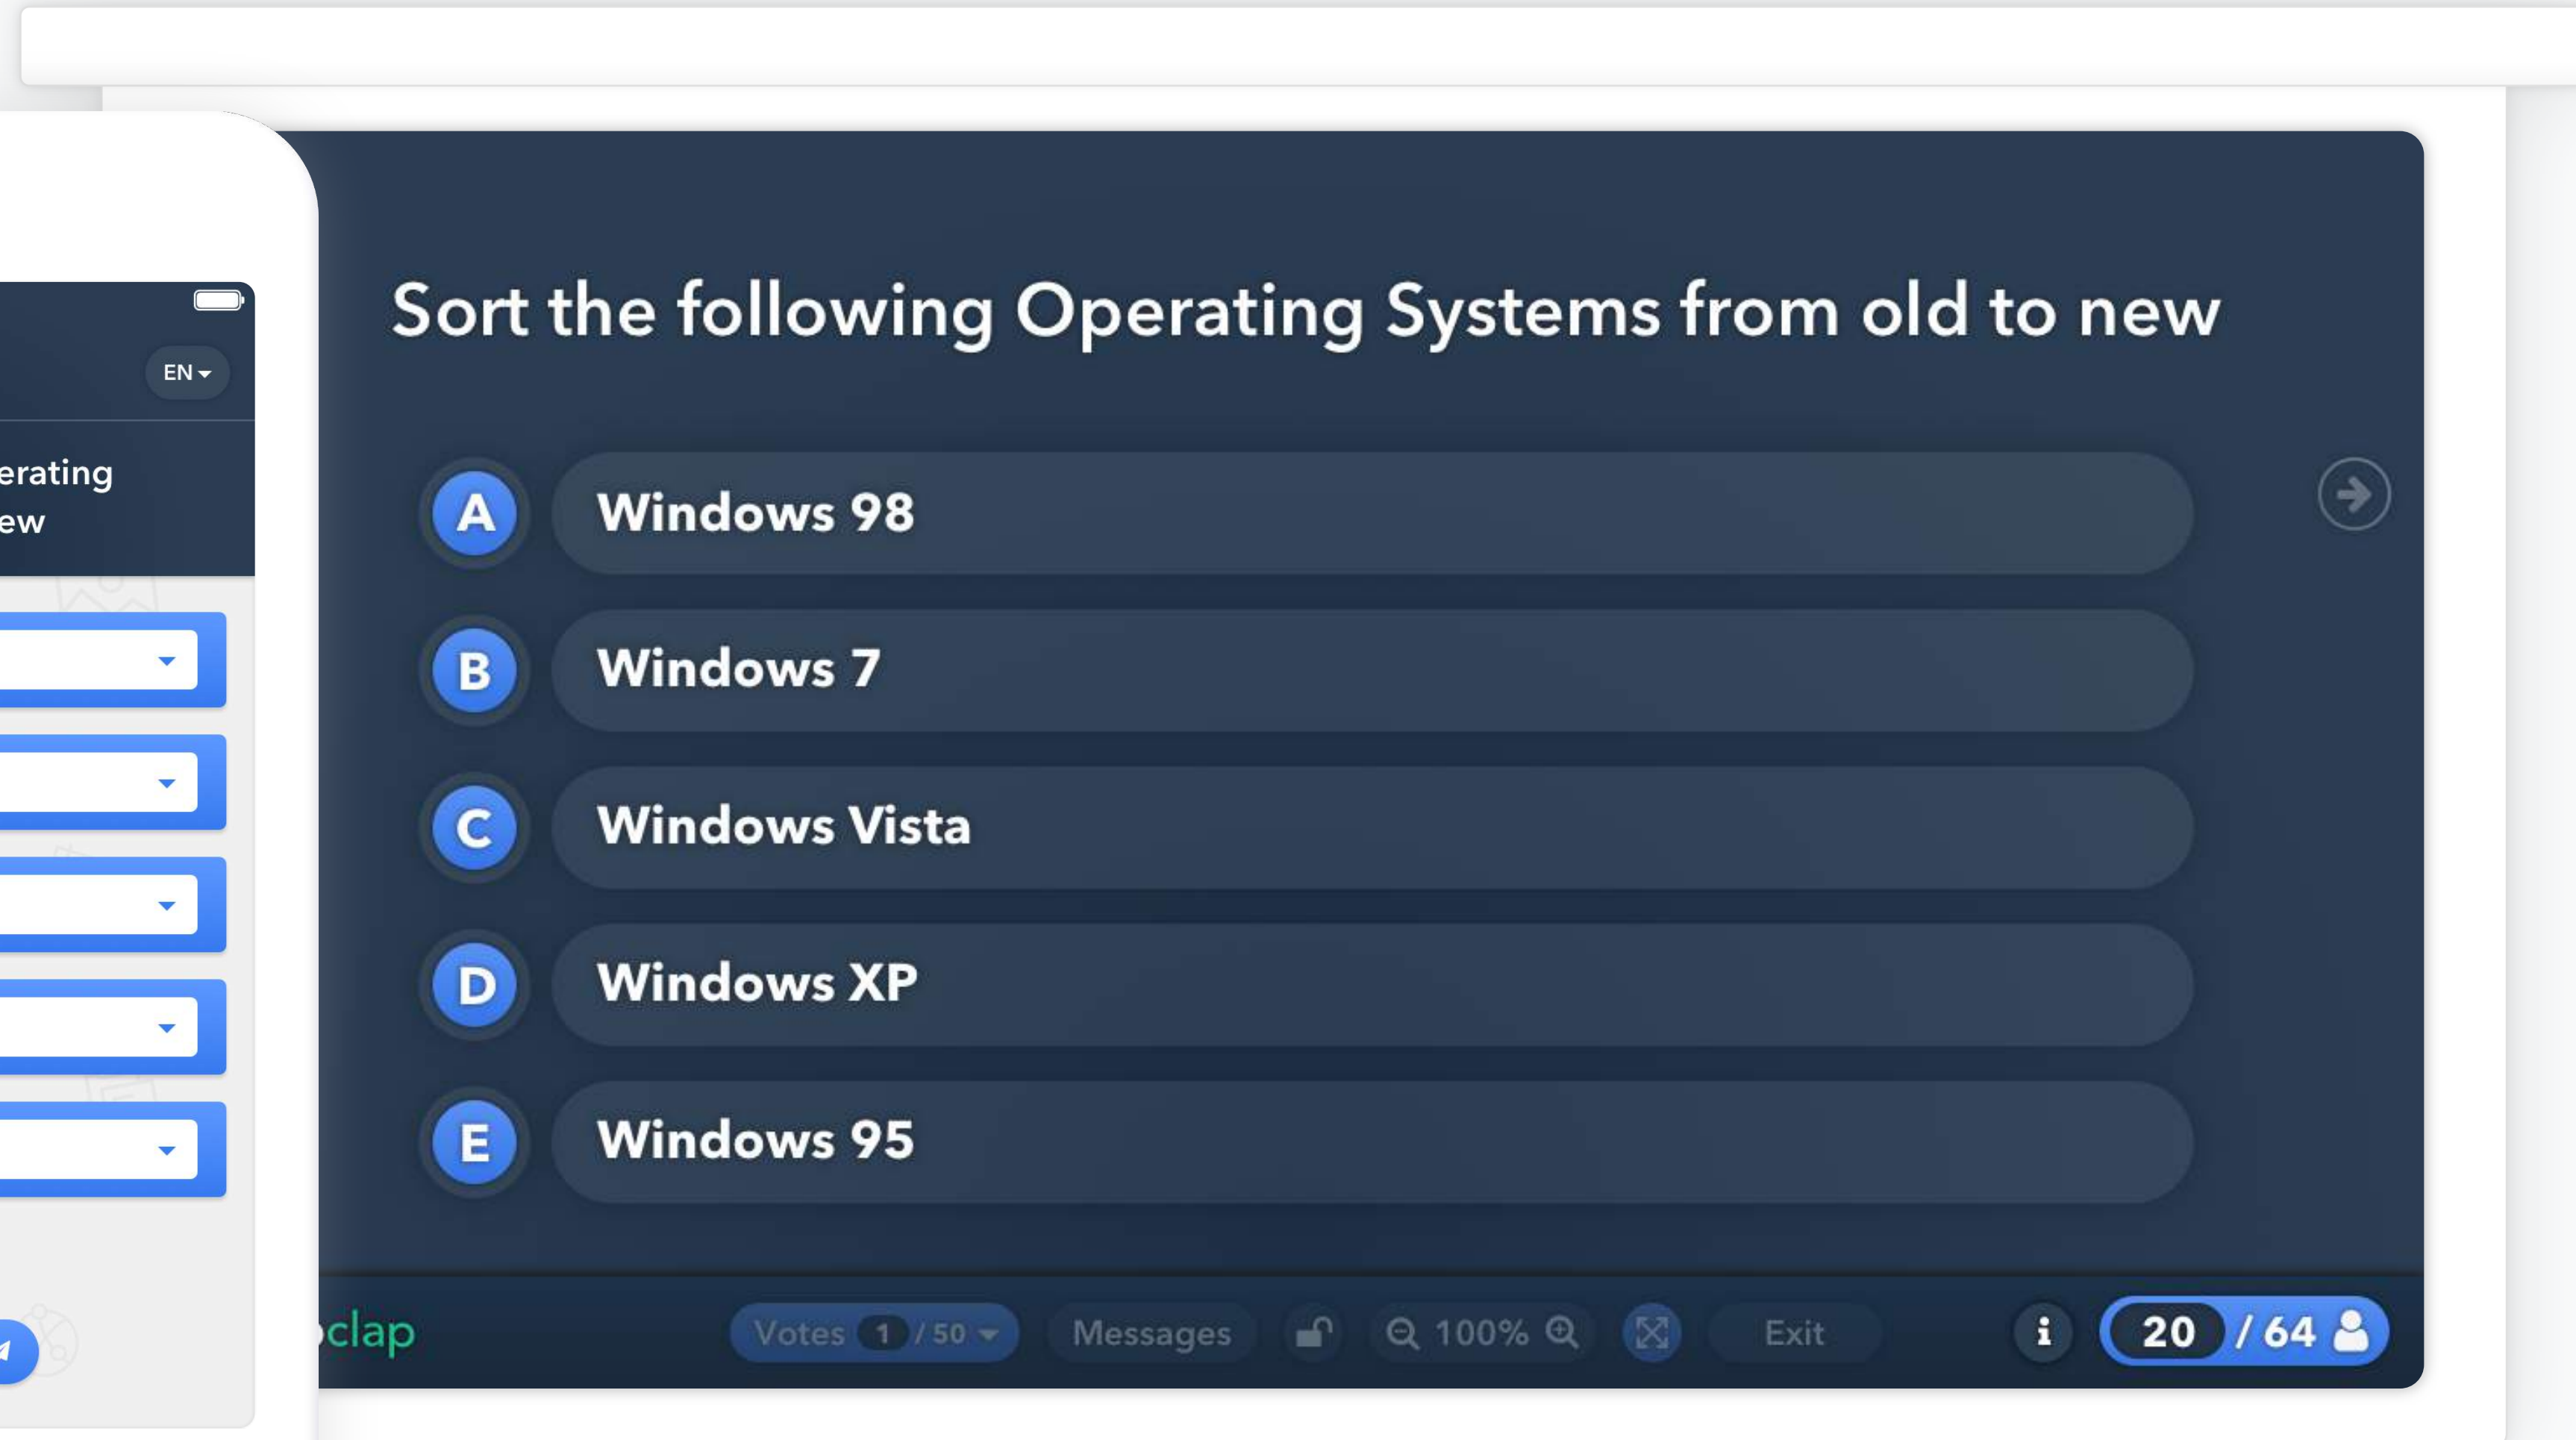 EN
erating
ew
Sort the following Operating Systems from old to new
A Windows 98
B Windows 7
C Windows Vista
D Windows XP
E Windows 95
clap Votes 1 / 50 Messages 100% Exit i 20 / 64